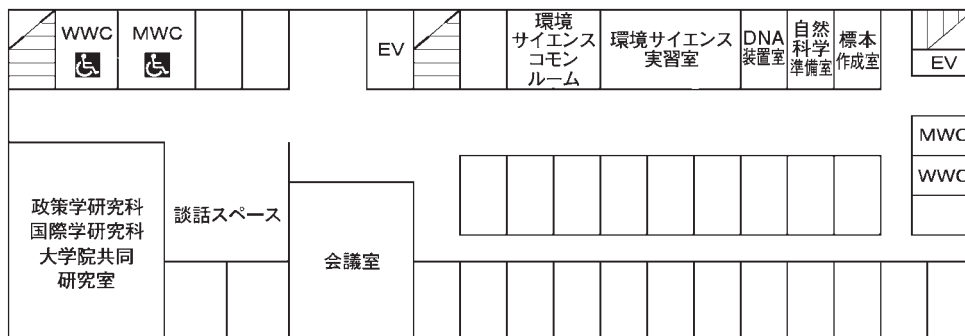 WWC
MWC
EV
環境
サイエンス
コモン
ルーム
環境サイエンス
実習室
DNA
装置室
自然
科学
準備室
標本
作成室
EV
MWC
WWC
政策学研究科
国際学研究科
大学院共同
研究室
談話スペース
会議室